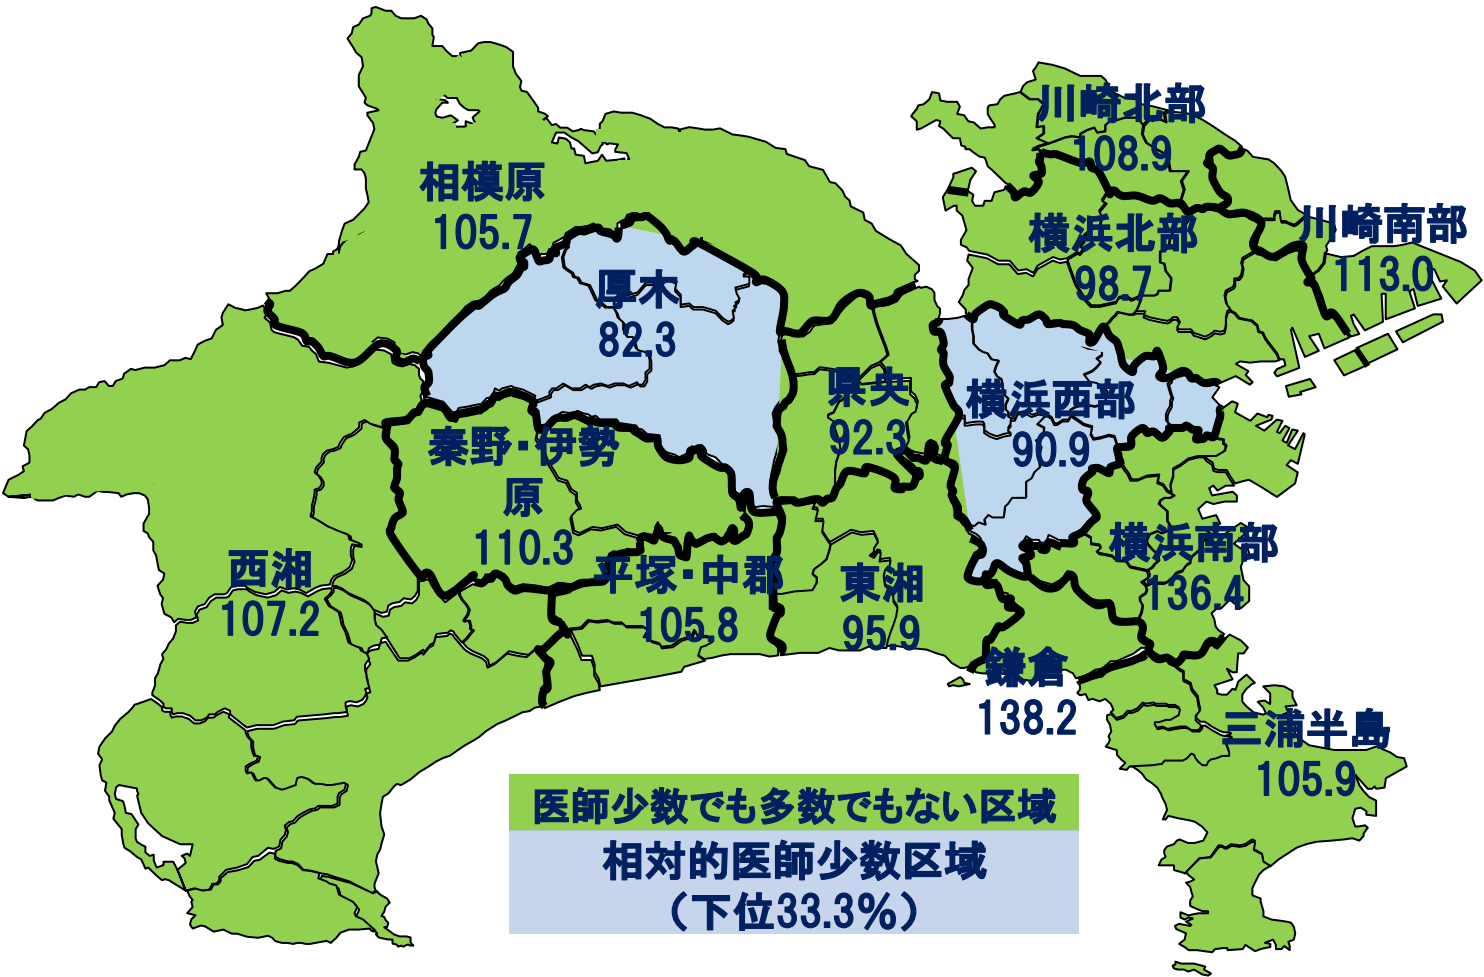 川崎北部
108.9
相模原
105.7
横浜北部
98.7
川崎南部
113.0
厚木
82.3
県央
92.3
横浜西部
90.9
秦野・伊勢
原
110.3
横浜南部
136.4
西湘
107.2
平塚・中郡
105.8
東湘
95.9
鎌倉
138.2
三浦半島
105.9
医師少数でも多数でもない区域
相対的医師少数区域
（下位33.3％）